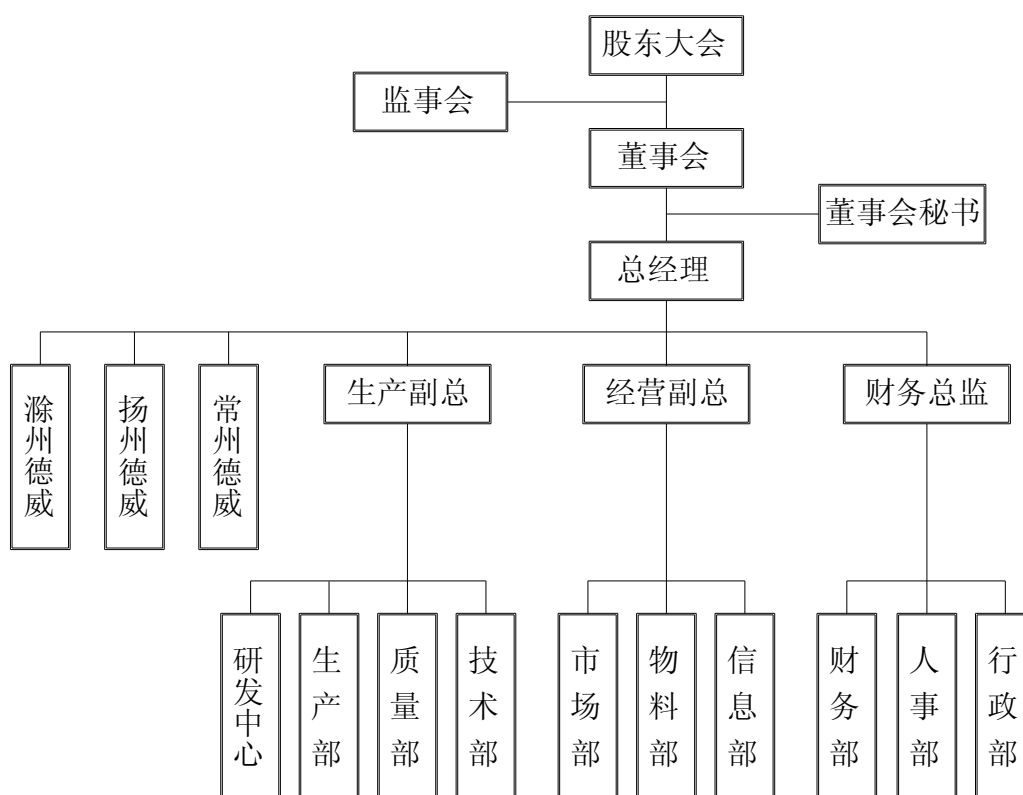 股东大会
监事会
董事会
董事会秘书
总经理
滁州德威
扬州德威
常州德威
生产副总
经营副总
财务总监
研发中心
生产部
质量部
技术部
市场部
物料部
信息部
财务部
人事部
行政部